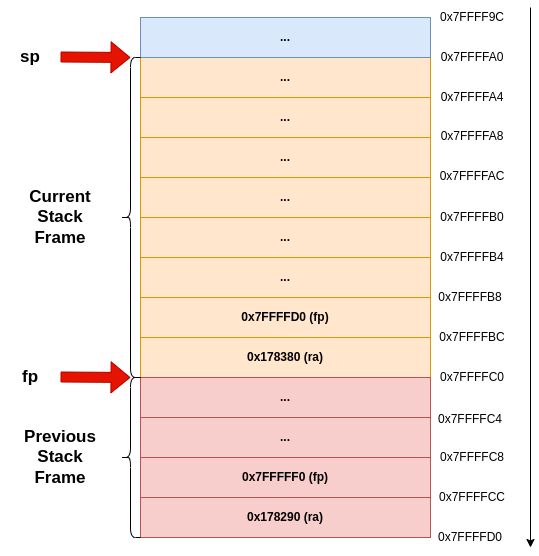 0x7FFFF9C
...
sp
0x7FFFFA0
...
0x7FFFFA4
...
0x7FFFFA8
...
0x7FFFFAC
Current
Stack
Frame
...
0x7FFFFB0
...
0x7FFFFB4
...
0x7FFFFB8
0x7FFFFD0 (fp)
0x7FFFFBC
0x178380 (ra)
fp
0x7FFFFC0
...
0x7FFFFC4
Previous
Stack
Frame
...
0x7FFFFC8
0x7FFFFF0 (fp)
0x7FFFFCC
0x178290 (ra)
0x7FFFFD0